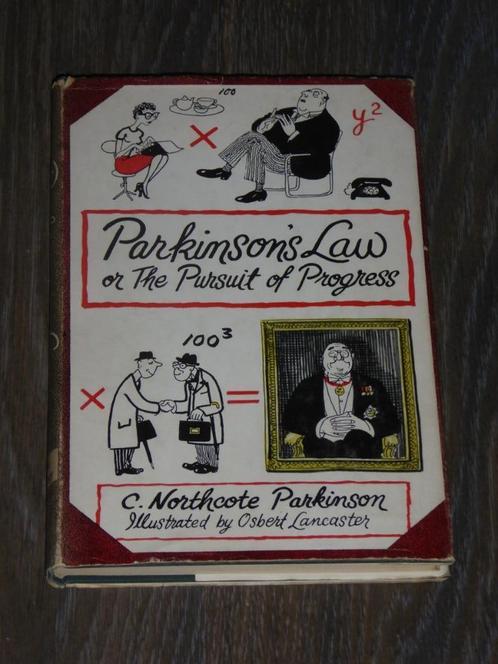 100
× y²
Parkinson's Law
or The Pursuit of Progress
100³
× =
C. Northcote Parkinson
Illustrated by Osbert Lancaster